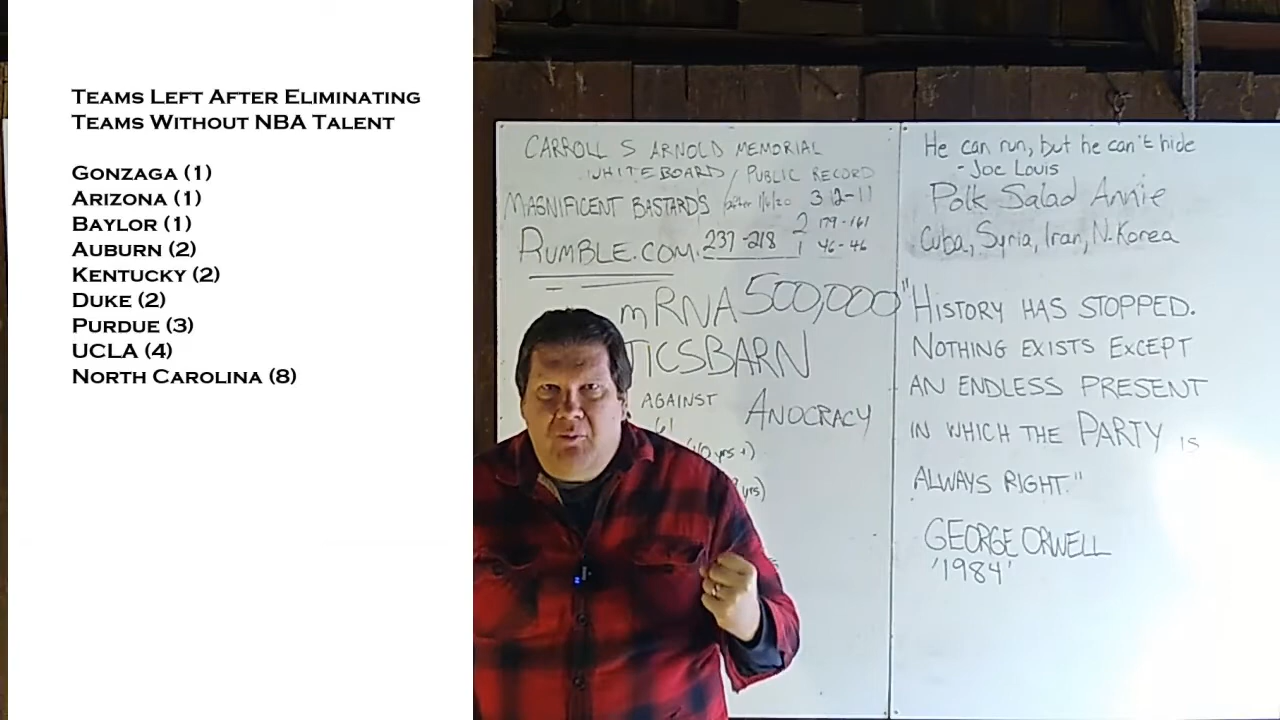 TEAMS LEFT AFTER ELIMINATING
TEAMS WITHOUT NBA TALENT
GONZAGA (1)
ARIZONA (1)
BAYLOR (1)
AUBURN (2)
KENTUCKY (2)
DUKE (2)
PURDUE (3)
UCLA (4)
NORTH CAROLINA (8)
CARROLL S ARNOLD MEMORIAL
WHITEBOARD / PUBLIC RECORD
MAGNIFICENT BASTARDS 3 12-11
2 179-161
RUMBLE.COM. 237-218 1 46-46
mRNA 500,000
TICSBARN
AGAINST ANOCRACY
61
yrs+)
yrs)
He can run, but he can't hide
- Joe Louis
Polk Salad Annie
Cuba, Syria, Iran, N. Korea
"HISTORY HAS STOPPED.
NOTHING EXISTS EXCEPT
AN ENDLESS PRESENT
IN WHICH THE PARTY IS
ALWAYS RIGHT."
GEORGE ORWELL
'1984'